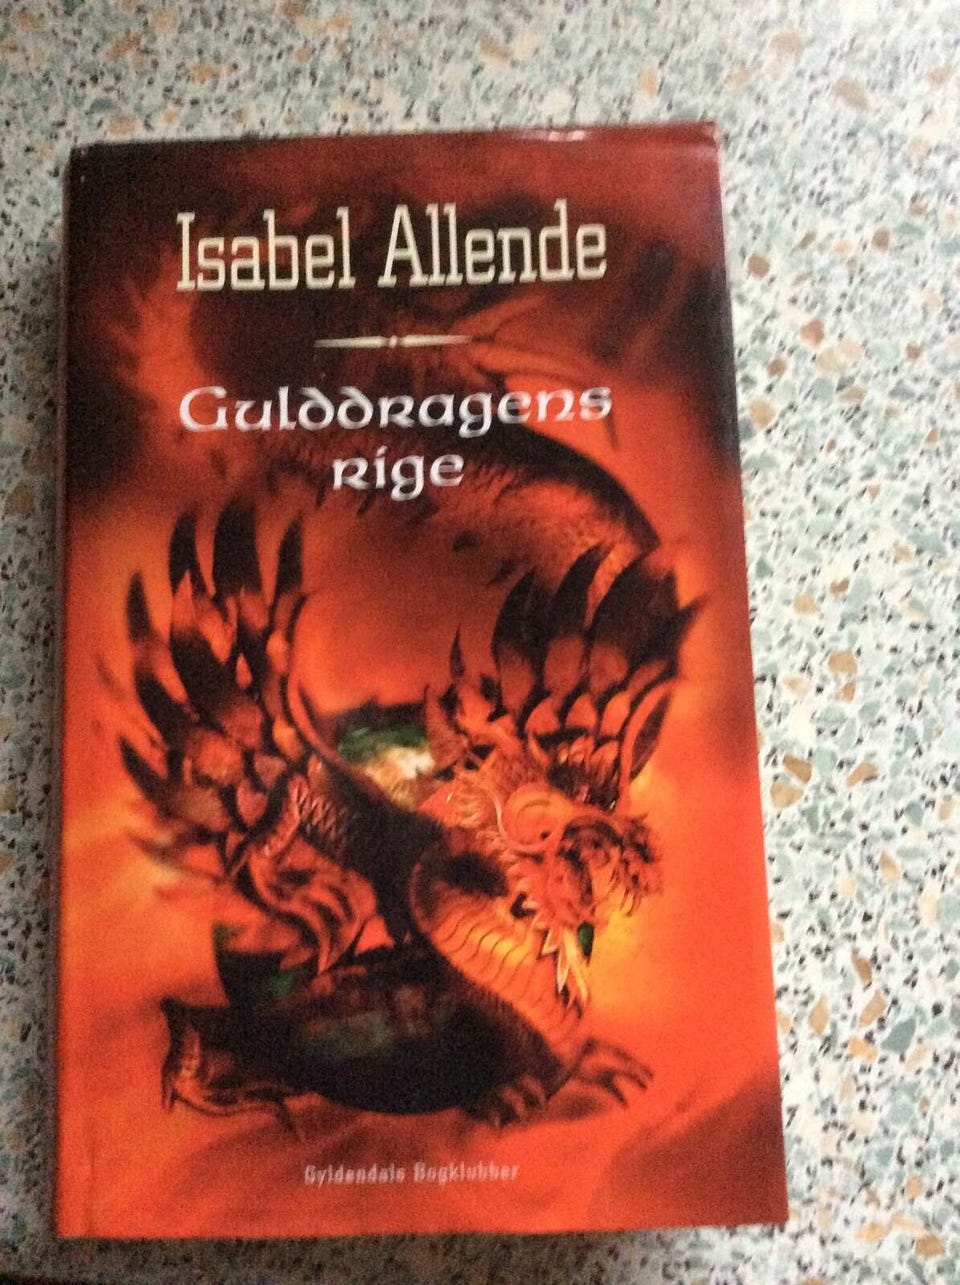 Isabel Allende
Gulddragens
rige
Gyldendals Bogklubber